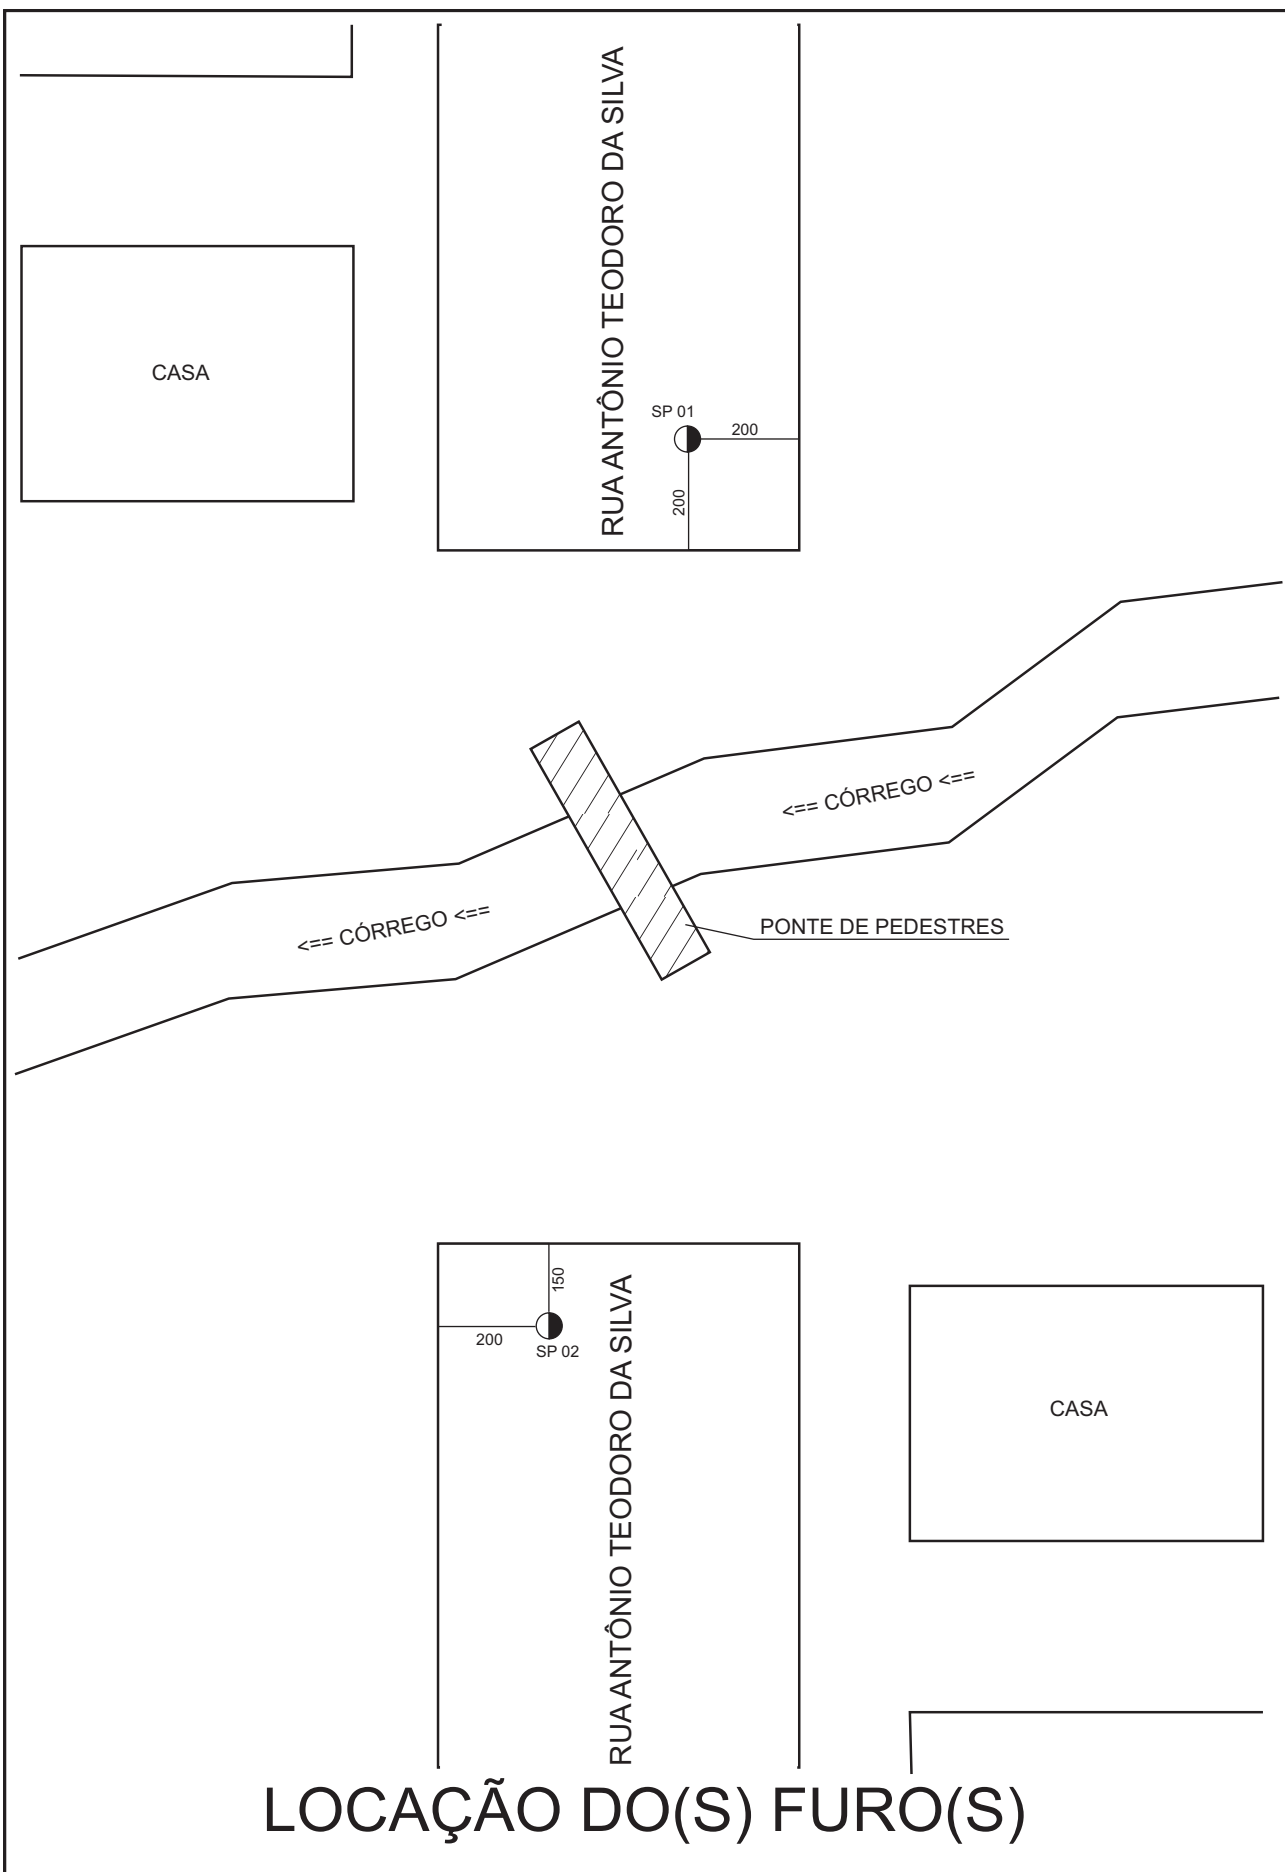 RUA ANTÔNIO TEODORO DA SILVA
CASA
SP 01
200
200
<== CÓRREGO <==
<== CÓRREGO <==
PONTE DE PEDESTRES
150
200
SP 02
RUA ANTÔNIO TEODORO DA SILVA
CASA
LOCAÇÃO DO(S) FURO(S)